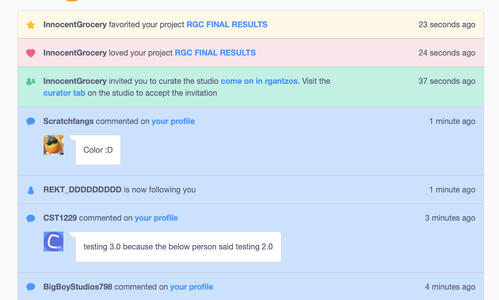 InnocentGrocery favorited your project RGC FINAL RESULTS 23 seconds ago
InnocentGrocery loved your project RGC FINAL RESULTS 24 seconds ago
InnocentGrocery invited you to curate the studio come on in rgantzos. Visit the 37 seconds ago
curator tab on the studio to accept the invitation
Scratchfangs commented on your profile 1 minute ago
Color :D
REKT_DDDDDDDDD is now following you 1 minute ago
CST1229 commented on your profile 3 minutes ago
C
testing 3.0 because the below person said testing 2.0
BigBoyStudios798 commented on your profile 4 minutes ago